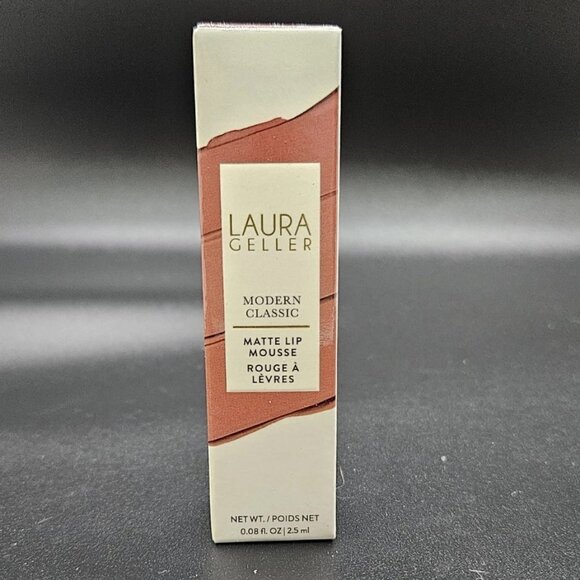 LAURA
GELLER
MODERN
CLASSIC
MATTE LIP
MOUSSE
ROUGE À
LÈVRES
NET WT. / POIDS NET
0.08 fl. OZ | 2.5 ml